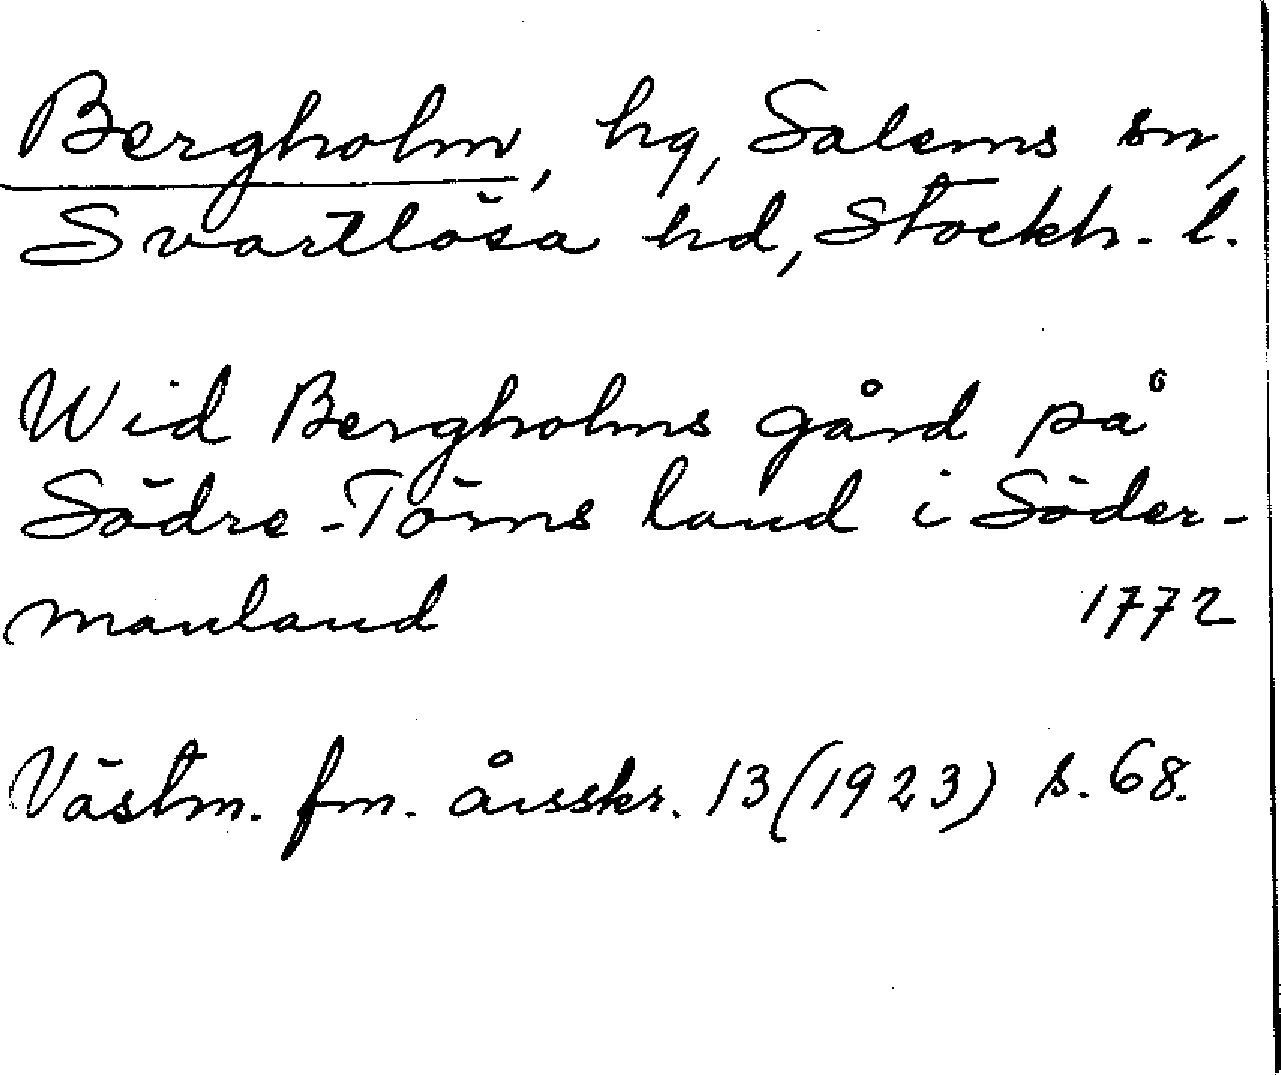 Bergholm, hg, Salems sn,
Svartlösa hd, Stockh. l.
Wid Bergholms gård på
Södre-Törns land i Söder-
manland 1772
Västm. fm. årsskr. 13 (1923) s. 68.